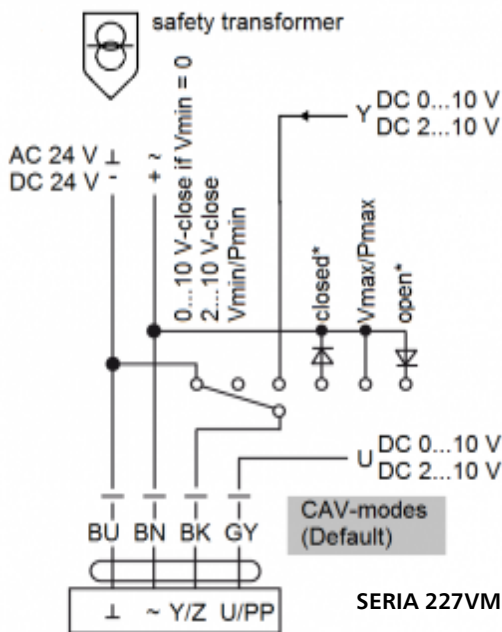 safety transformer
AC 24 V ⊥
DC 24 V -
+ ~
0...10 V-close if Vmin = 0
2...10 V-close
Vmin/Pmin
Y DC 0...10 V
DC 2...10 V
closed*
Vmax/Pmax
open*
U DC 0...10 V
DC 2...10 V
CAV-modes
(Default)
BU BN BK GY
⊥ ~ Y/Z U/PP
SERIA 227VM